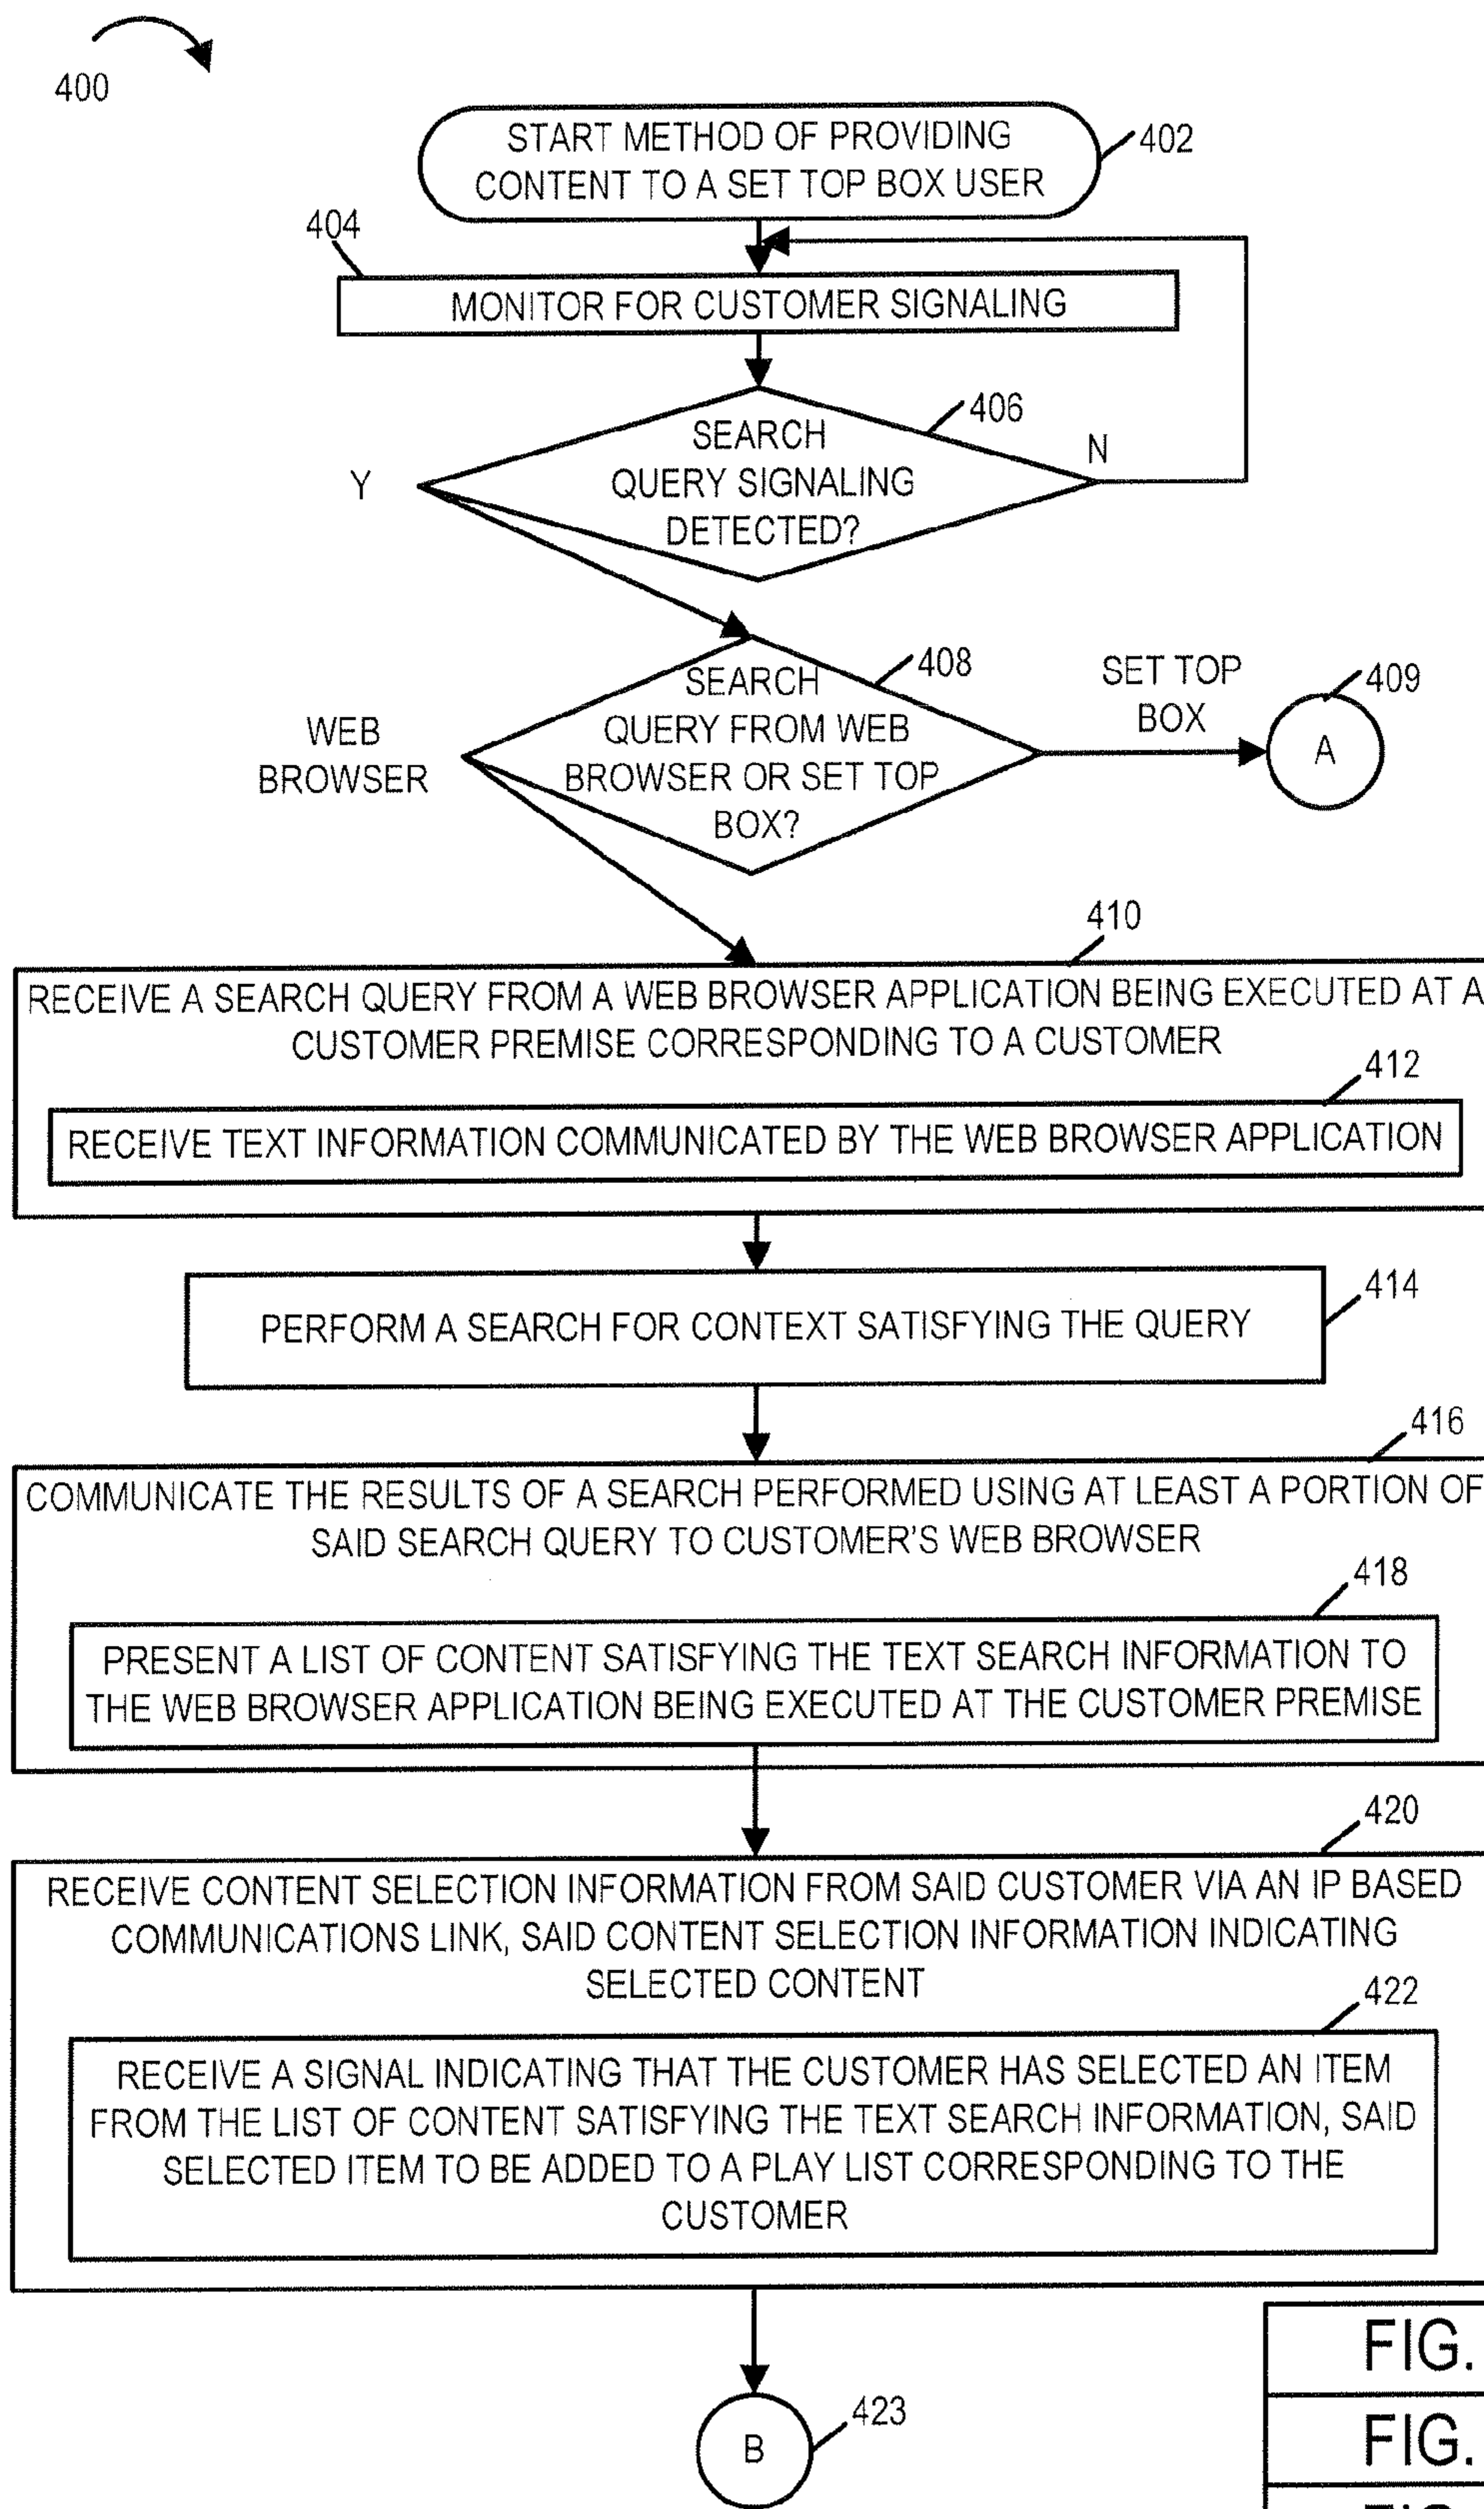 400
START METHOD OF PROVIDING
CONTENT TO A SET TOP BOX USER
402
404
MONITOR FOR CUSTOMER SIGNALING
406
SEARCH
QUERY SIGNALING
DETECTED?
Y
N
408
SEARCH
QUERY FROM WEB
BROWSER OR SET TOP
BOX?
WEB
BROWSER
SET TOP
BOX
409
A
410
RECEIVE A SEARCH QUERY FROM A WEB BROWSER APPLICATION BEING EXECUTED AT A
CUSTOMER PREMISE CORRESPONDING TO A CUSTOMER
412
RECEIVE TEXT INFORMATION COMMUNICATED BY THE WEB BROWSER APPLICATION
414
PERFORM A SEARCH FOR CONTEXT SATISFYING THE QUERY
416
COMMUNICATE THE RESULTS OF A SEARCH PERFORMED USING AT LEAST A PORTION OF
SAID SEARCH QUERY TO CUSTOMER'S WEB BROWSER
418
PRESENT A LIST OF CONTENT SATISFYING THE TEXT SEARCH INFORMATION TO
THE WEB BROWSER APPLICATION BEING EXECUTED AT THE CUSTOMER PREMISE
420
RECEIVE CONTENT SELECTION INFORMATION FROM SAID CUSTOMER VIA AN IP BASED
COMMUNICATIONS LINK, SAID CONTENT SELECTION INFORMATION INDICATING
SELECTED CONTENT
422
RECEIVE A SIGNAL INDICATING THAT THE CUSTOMER HAS SELECTED AN ITEM
FROM THE LIST OF CONTENT SATISFYING THE TEXT SEARCH INFORMATION, SAID
SELECTED ITEM TO BE ADDED TO A PLAY LIST CORRESPONDING TO THE
CUSTOMER
423
B
FIG.
FIG.